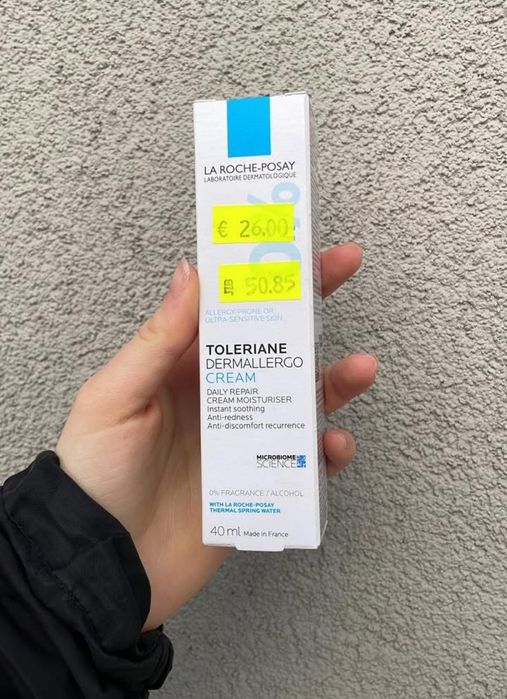 LA ROCHE-POSAY
LABORATOIRE DERMATOLOGIQUE
0%
€ 26.00
ЛВ 50.85
ALLERGY-PRONE OR
ULTRA-SENSITIVE SKIN
TOLERIANE
DERMALLERGO
CREAM
DAILY REPAIR
CREAM MOISTURISER
Instant soothing
Anti-redness
Anti-discomfort recurrence
MICROBIOME
SCIENCE
0% FRAGRANCE / ALCOHOL
WITH LA ROCHE-POSAY
THERMAL SPRING WATER
40 ml Made in France